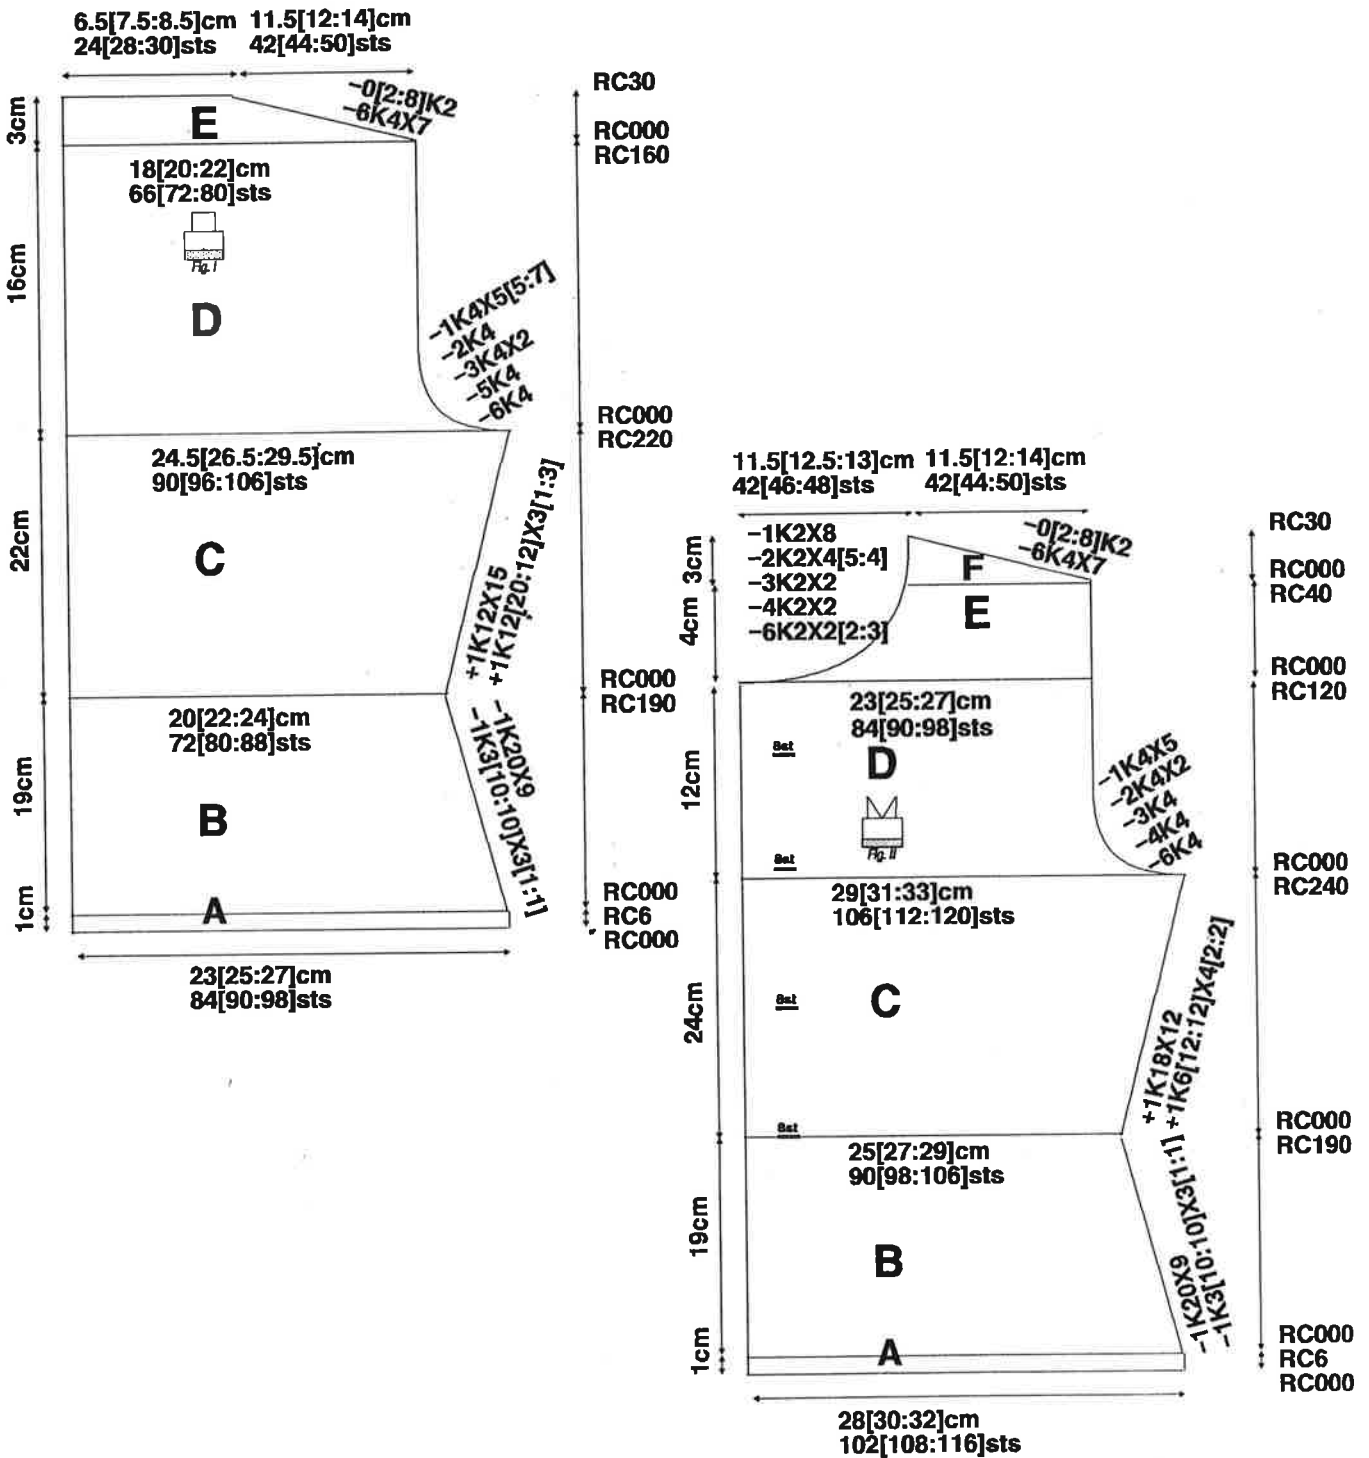 6.5[7.5:8.5]cm 11.5[12:14]cm
24[28:30]sts 42[44:50]sts
-0[2:8]K2
-6K4X7
RC30
RC000
RC160
3cm
E
18[20:22]cm
66[72:80]sts
Fig. I
16cm
D
-1K4X5[5:7]
-2K4
-3K4X2
-5K4
-6K4
RC000
RC220
24.5[26.5:29.5]cm
90[96:106]sts
22cm
C
+1K12X15
+1K12[20:12]X3[1:3]
RC000
RC190
20[22:24]cm
72[80:88]sts
19cm
B
-1K20X9
-1K3[10:10]X3[1:1]
RC000
RC6
RC000
1cm
A
23[25:27]cm
84[90:98]sts
11.5[12.5:13]cm 11.5[12:14]cm
42[46:48]sts 42[44:50]sts
-1K2X8
-2K2X4[5:4]
-3K2X2
-4K2X2
-6K2X2[2:3]
-0[2:8]K2
-6K4X7
RC30
RC000
RC40
3cm
F
4cm
E
RC000
RC120
23[25:27]cm
84[90:98]sts
8st
12cm
D
Fig. II
-1K4X5
-2K4X2
-3K4
-4K4
-6K4
8st
RC000
RC240
29[31:33]cm
106[112:120]sts
24cm
8st
C
+1K18X12
+1K6[12:12]X4[2:2]
8st
RC000
RC190
25[27:29]cm
90[98:106]sts
19cm
B
-1K20X9
-1K3[10:10]X3[1:1]
RC000
RC6
RC000
1cm
A
28[30:32]cm
102[108:116]sts